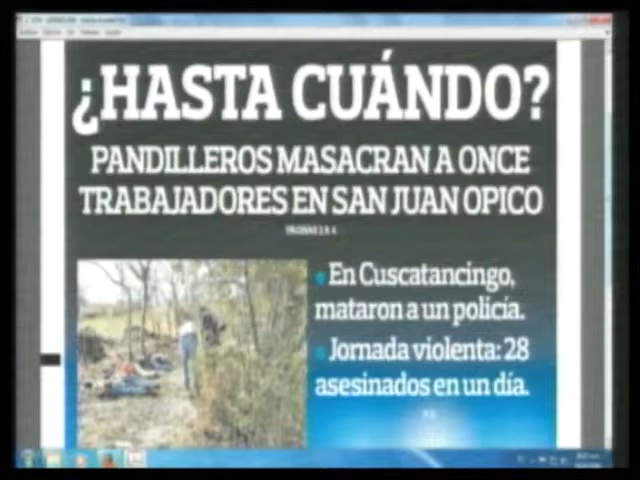 ¿HASTA CUÁNDO?
PANDILLEROS MASACRAN A ONCE
TRABAJADORES EN SAN JUAN OPICO
En Cuscatancingo,
mataron a un policía.
Jornada violenta: 28
asesinados en un día.